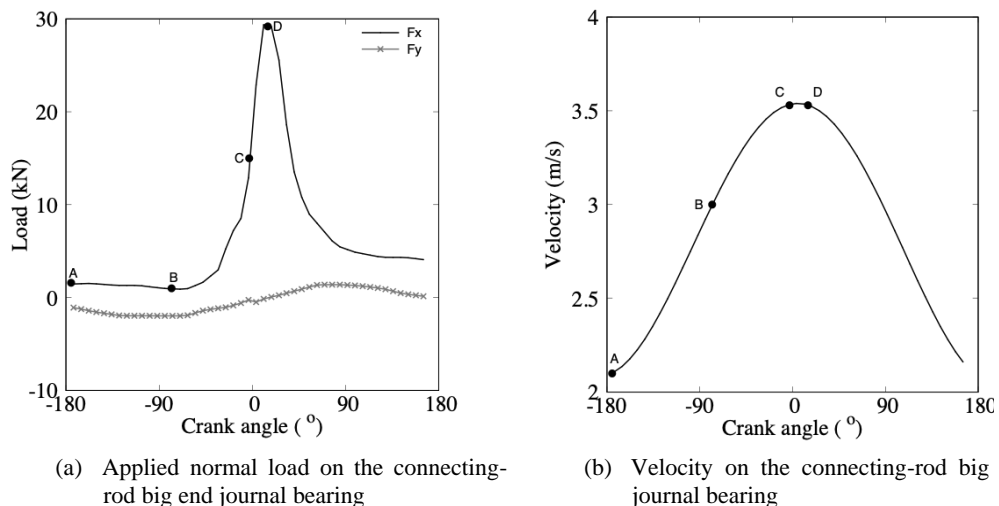 30
20
10
0
-10
-180
-90
0
90
180
Load (kN)
Crank angle ( °)
Fx
Fy
A
B
C
D
4
3.5
3
2.5
2
-180
-90
0
90
180
Velocity (m/s)
Crank angle ( °)
A
B
C
D
(a) Applied normal load on the connecting-
rod big end journal bearing
(b) Velocity on the connecting-rod big
journal bearing